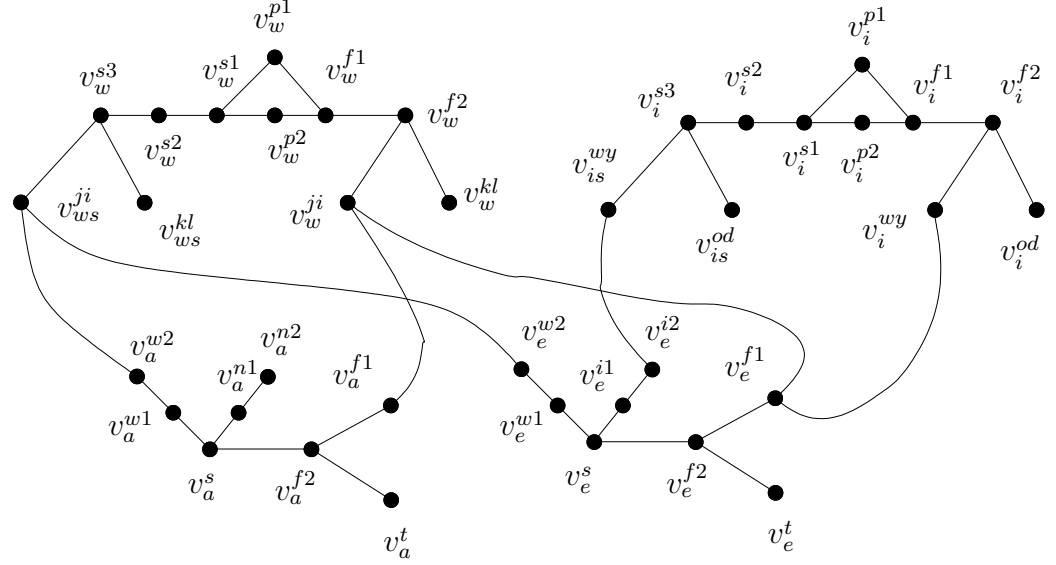 v_w^{p1}
v_i^{p1}
v_w^{s3} v_w^{s1} v_w^{f1} v_w^{f2}
v_i^{s3} v_i^{s2} v_i^{f1} v_i^{f2}
v_w^{s2} v_w^{p2}
v_i^{s1} v_i^{p2}
v_{ws}^{ji} v_{ws}^{kl} v_w^{ji} v_w^{kl}
v_{is}^{wy} v_{is}^{od} v_i^{wy} v_i^{od}
v_a^{w2} v_a^{n2} v_e^{w2} v_e^{i2}
v_a^{n1} v_a^{f1} v_e^{i1} v_e^{f1}
v_a^{w1} v_e^{w1}
v_a^s v_a^{f2} v_e^s v_e^{f2}
v_a^t v_e^t